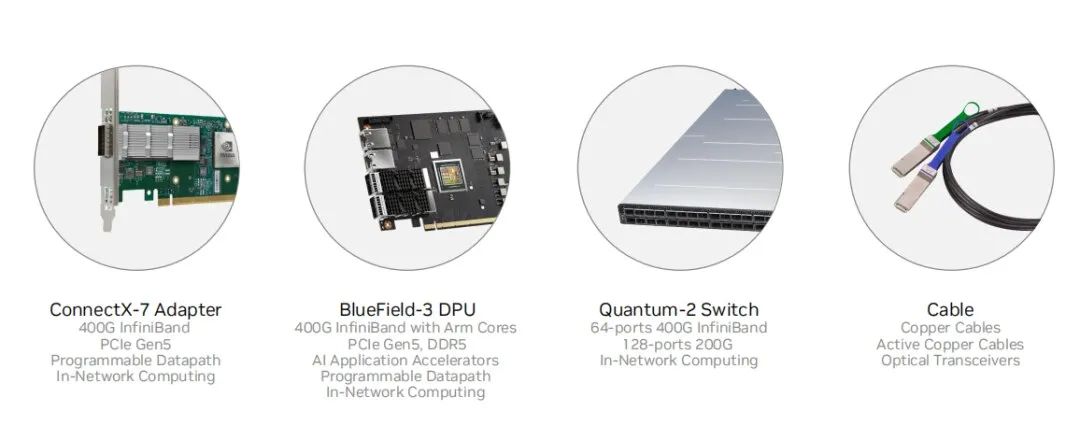 ConnectX-7 Adapter
400G InfiniBand
PCIe Gen5
Programmable Datapath
In-Network Computing
BlueField-3 DPU
400G InfiniBand with Arm Cores
PCIe Gen5, DDR5
AI Application Accelerators
Programmable Datapath
In-Network Computing
Quantum-2 Switch
64-ports 400G InfiniBand
128-ports 200G
In-Network Computing
Cable
Copper Cables
Active Copper Cables
Optical Transceivers